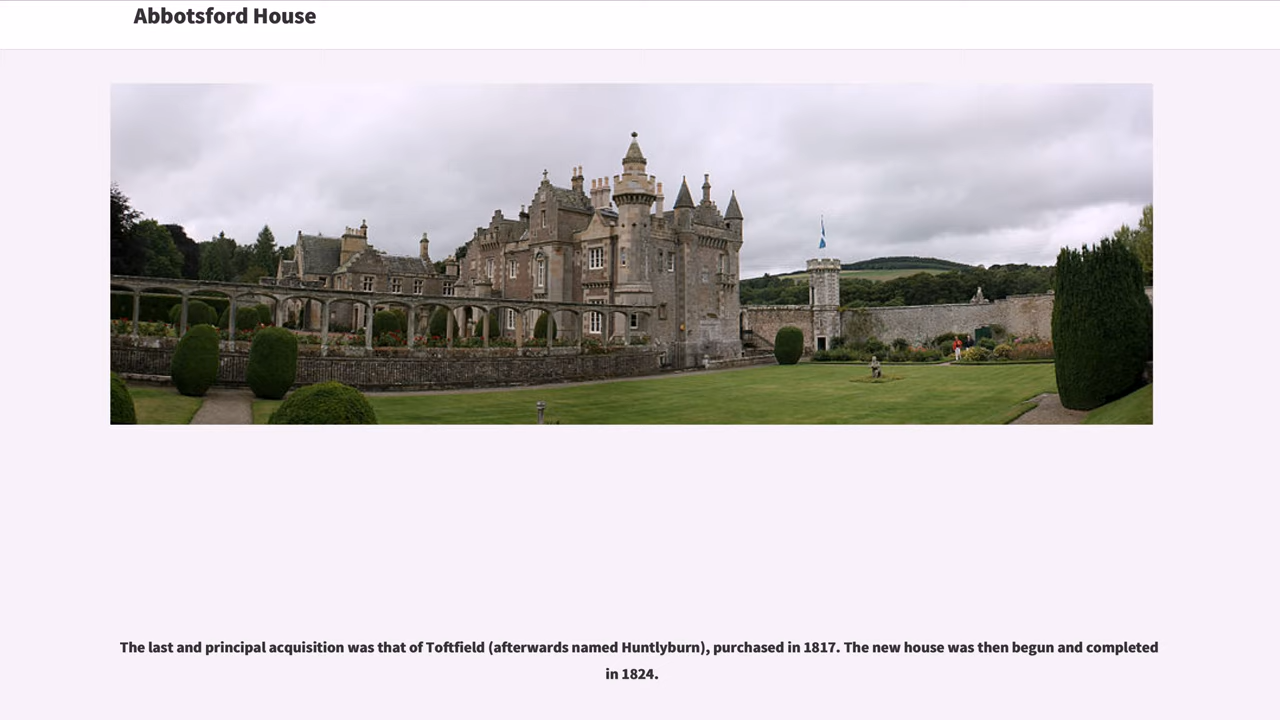 Abbotsford House
The last and principal acquisition was that of Toftfield (afterwards named Huntlyburn), purchased in 1817. The new house was then begun and completed
in 1824.